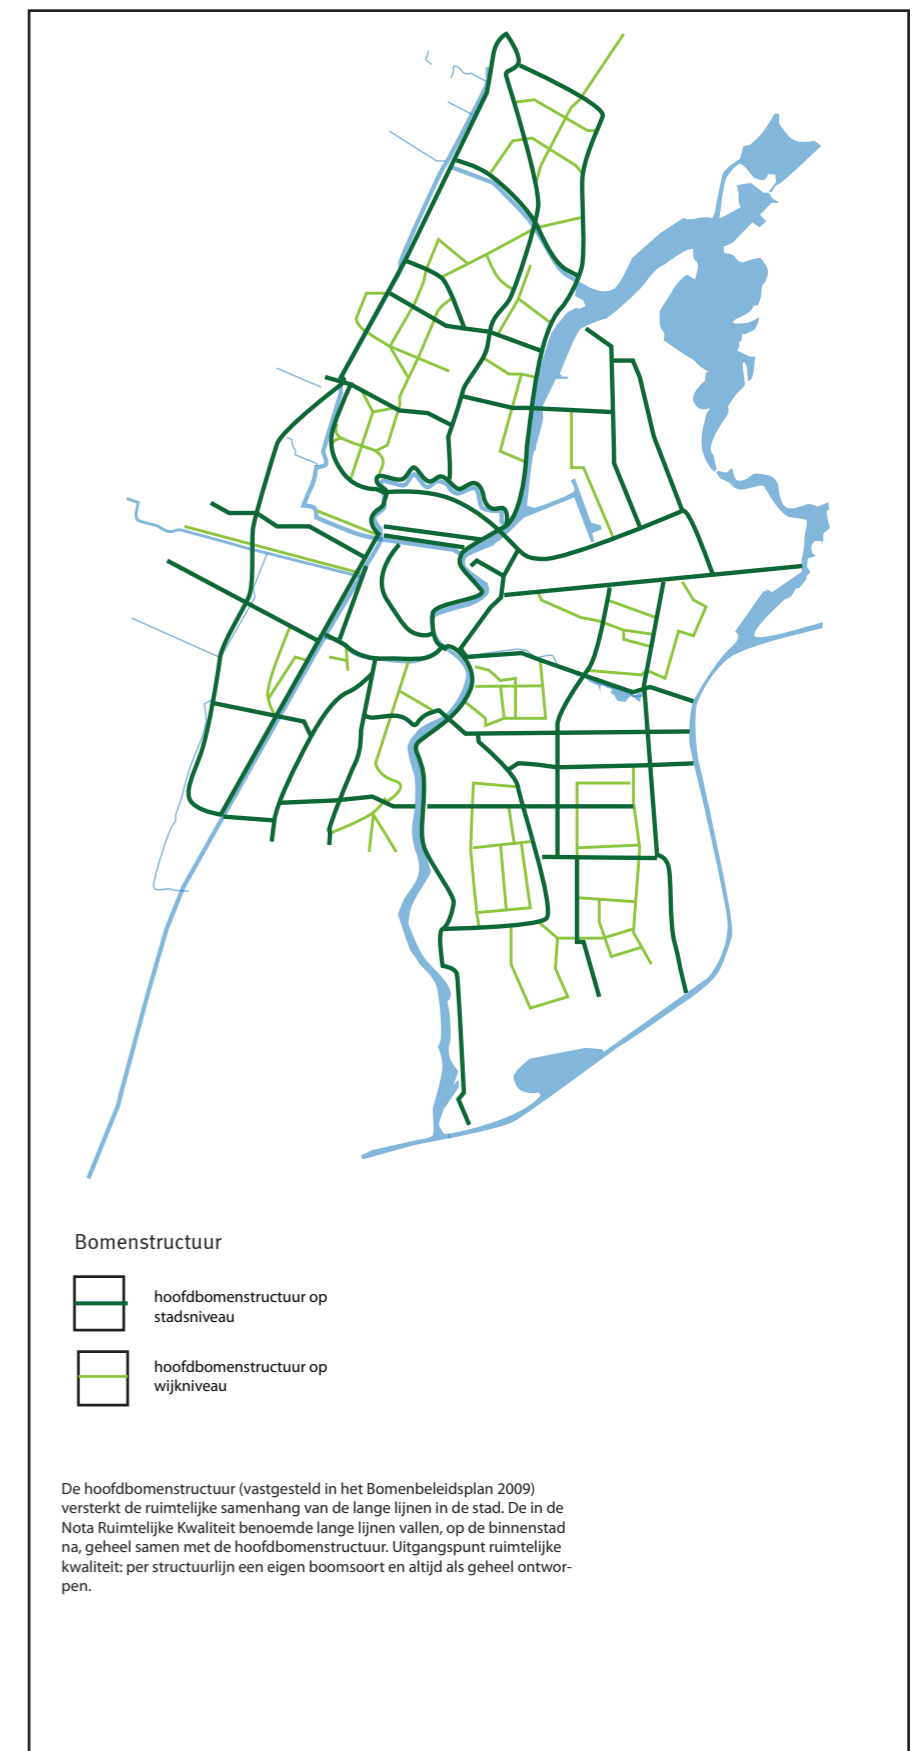 Bomenstructuur
hoofdbomenstructuur op
stadsniveau
hoofdbomenstructuur op
wijkniveau
De hoofdbomenstructuur (vastgesteld in het Bomenbeleidsplan 2009)
versterkt de ruimtelijke samenhang van de lange lijnen in de stad. De in de
Nota Ruimtelijke Kwaliteit benoemde lange lijnen vallen, op de binnenstad
na, geheel samen met de hoofdbomenstructuur. Uitgangspunt ruimtelijke
kwaliteit: per structuurlijn een eigen boomsoort en altijd als geheel ontwor-
pen.